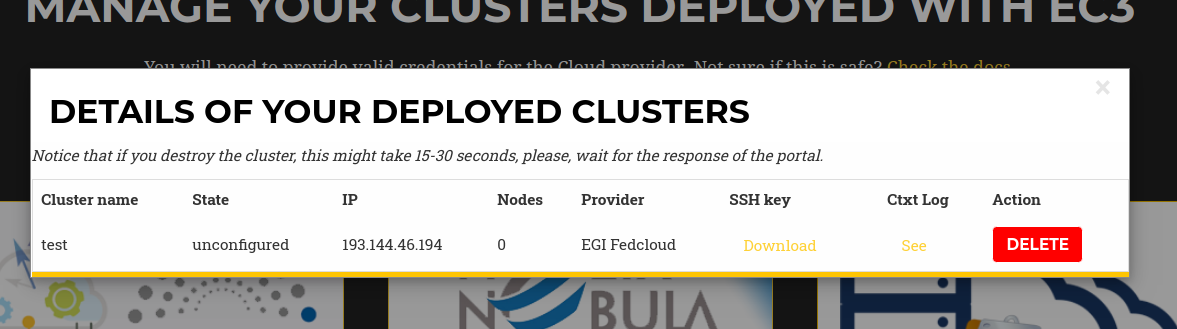 MANAGE YOUR CLUSTERS DEPLOYED WITH EC3
You will need to provide valid credentials for the Cloud provider. Not sure if this is safe? Check the docs
×
DETAILS OF YOUR DEPLOYED CLUSTERS
Notice that if you destroy the cluster, this might take 15-30 seconds, please, wait for the response of the portal.
Cluster name State IP Nodes Provider SSH key Ctxt Log Action
test unconfigured 193.144.46.194 0 EGI Fedcloud Download See DELETE